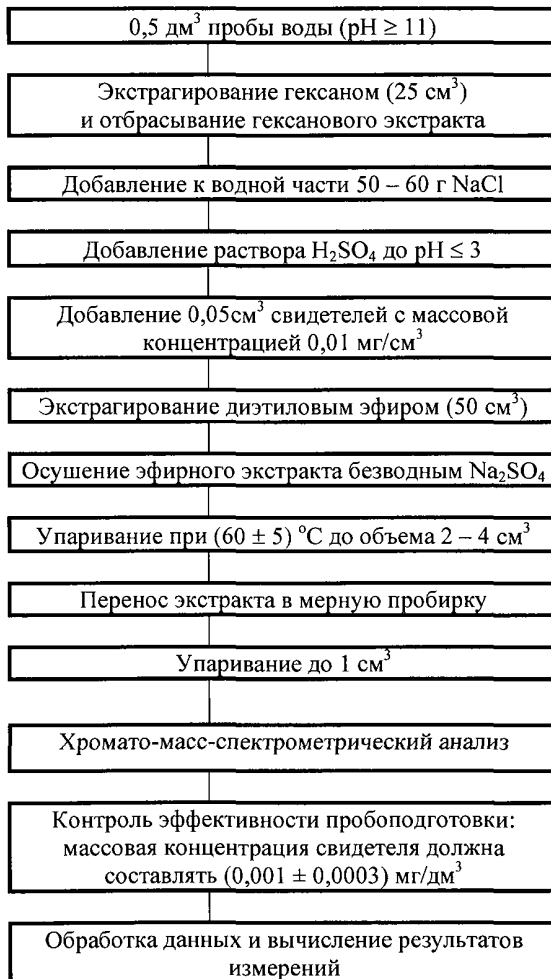 0,5 дм³ пробы воды (pH ≥ 11)
Экстрагирование гексаном (25 см³)
и отбрасывание гексанового экстракта
Добавление к водной части 50 – 60 г NaCl
Добавление раствора H₂SO₄ до pH ≤ 3
Добавление 0,05см³ свидетелей с массовой
концентрацией 0,01 мг/см³
Экстрагирование диэтиловым эфиром (50 см³)
Осушение эфирного экстракта безводным Na₂SO₄
Упаривание при (60 ± 5) °C до объема 2 – 4 см³
Перенос экстракта в мерную пробирку
Упаривание до 1 см³
Хромато-масс-спектрометрический анализ
Контроль эффективности пробоподготовки:
массовая концентрация свидетеля должна
составлять (0,001 ± 0,0003) мг/дм³
Обработка данных и вычисление результатов
измерений